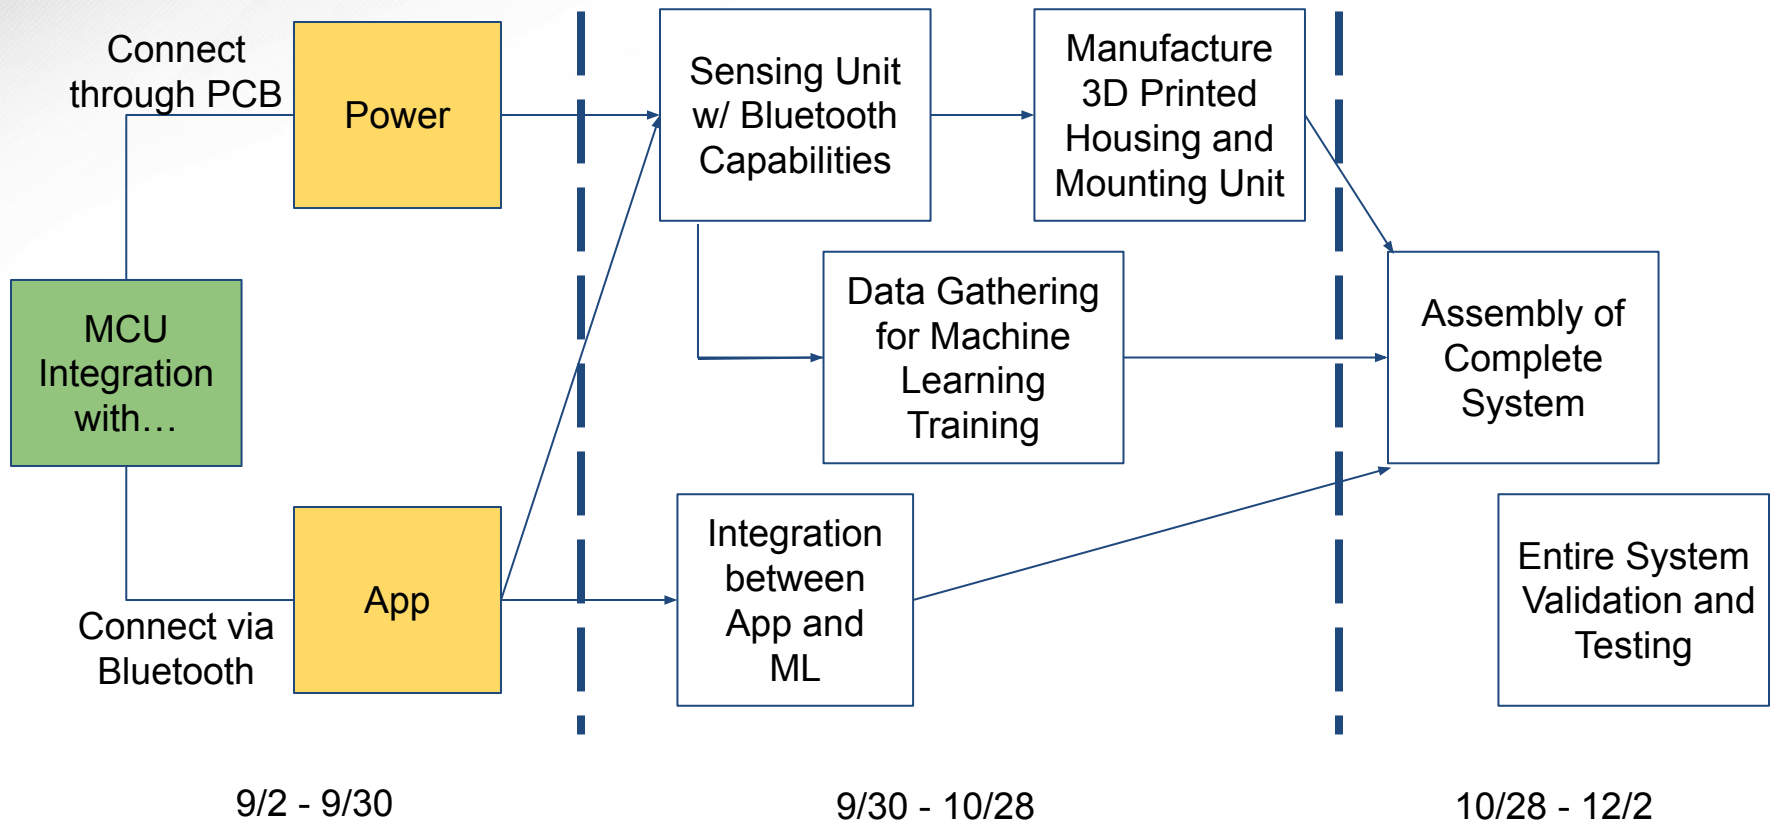 Connect
through PCB
Power
MCU
Integration
with…
App
Connect via
Bluetooth
Sensing Unit
w/ Bluetooth
Capabilities
Manufacture
3D Printed
Housing and
Mounting Unit
Data Gathering
for Machine
Learning
Training
Integration
between
App and
ML
Assembly of
Complete
System
Entire System
Validation and
Testing
9/2 - 9/30
9/30 - 10/28
10/28 - 12/2